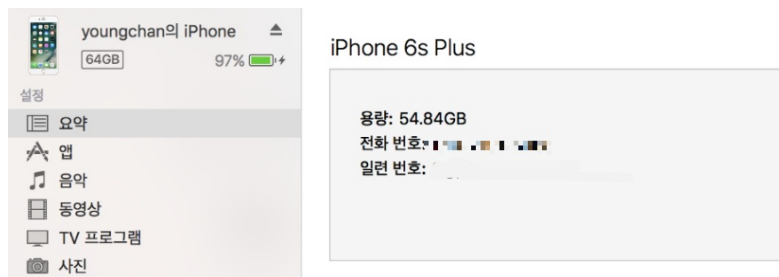 youngchan의 iPhone
64GB
97%
설정
요약
앱
음악
동영상
TV 프로그램
사진
iPhone 6s Plus
용량: 54.84GB
전화 번호:
일련 번호: